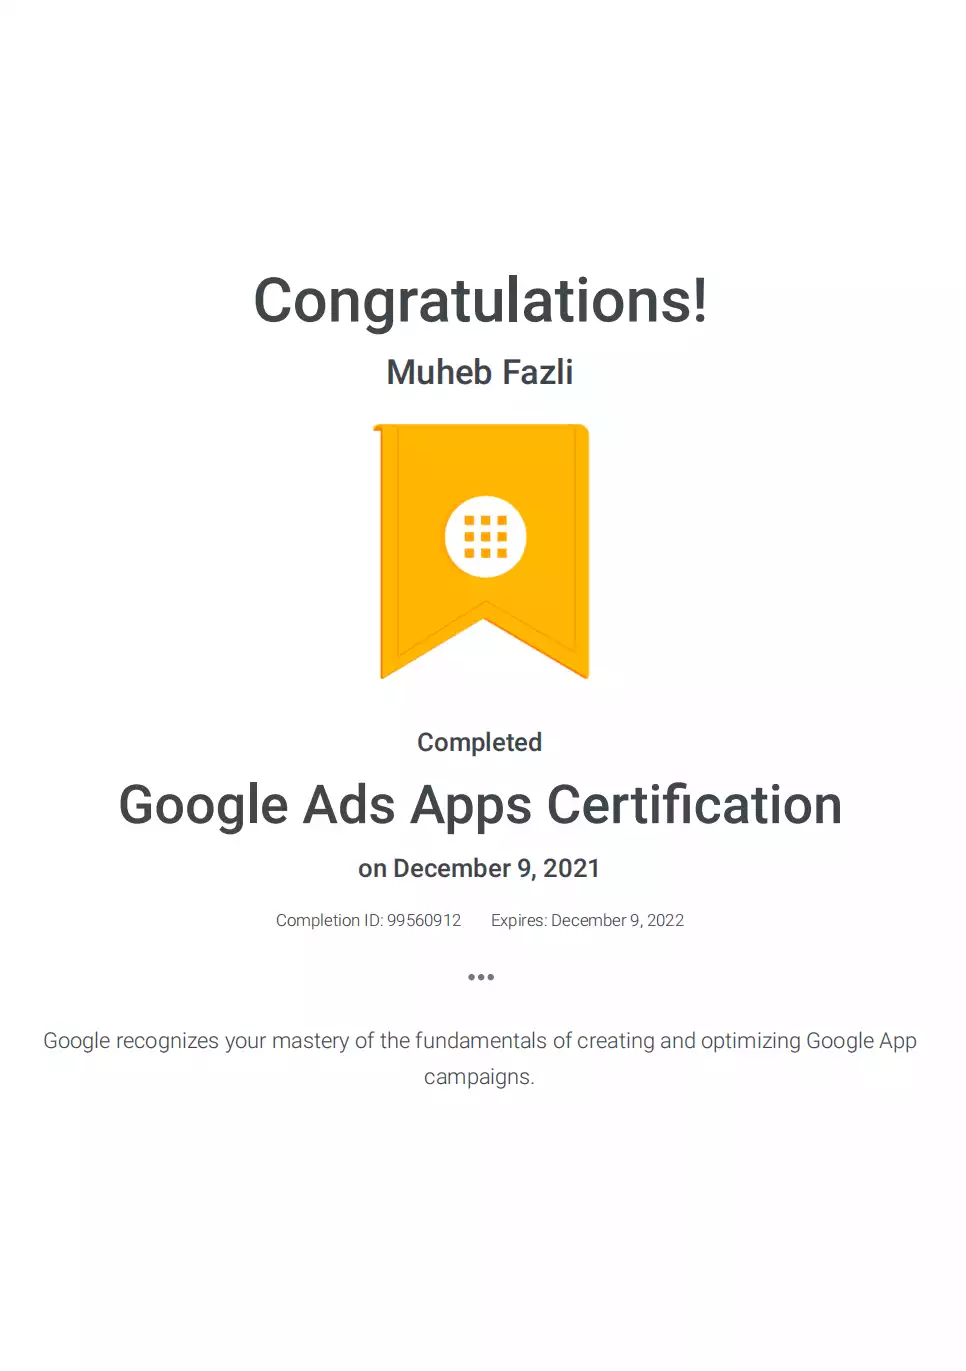 Congratulations!
Muheb Fazli
Completed
Google Ads Apps Certification
on December 9, 2021
Completion ID: 99560912 Expires: December 9, 2022
•••
Google recognizes your mastery of the fundamentals of creating and optimizing Google App
campaigns.